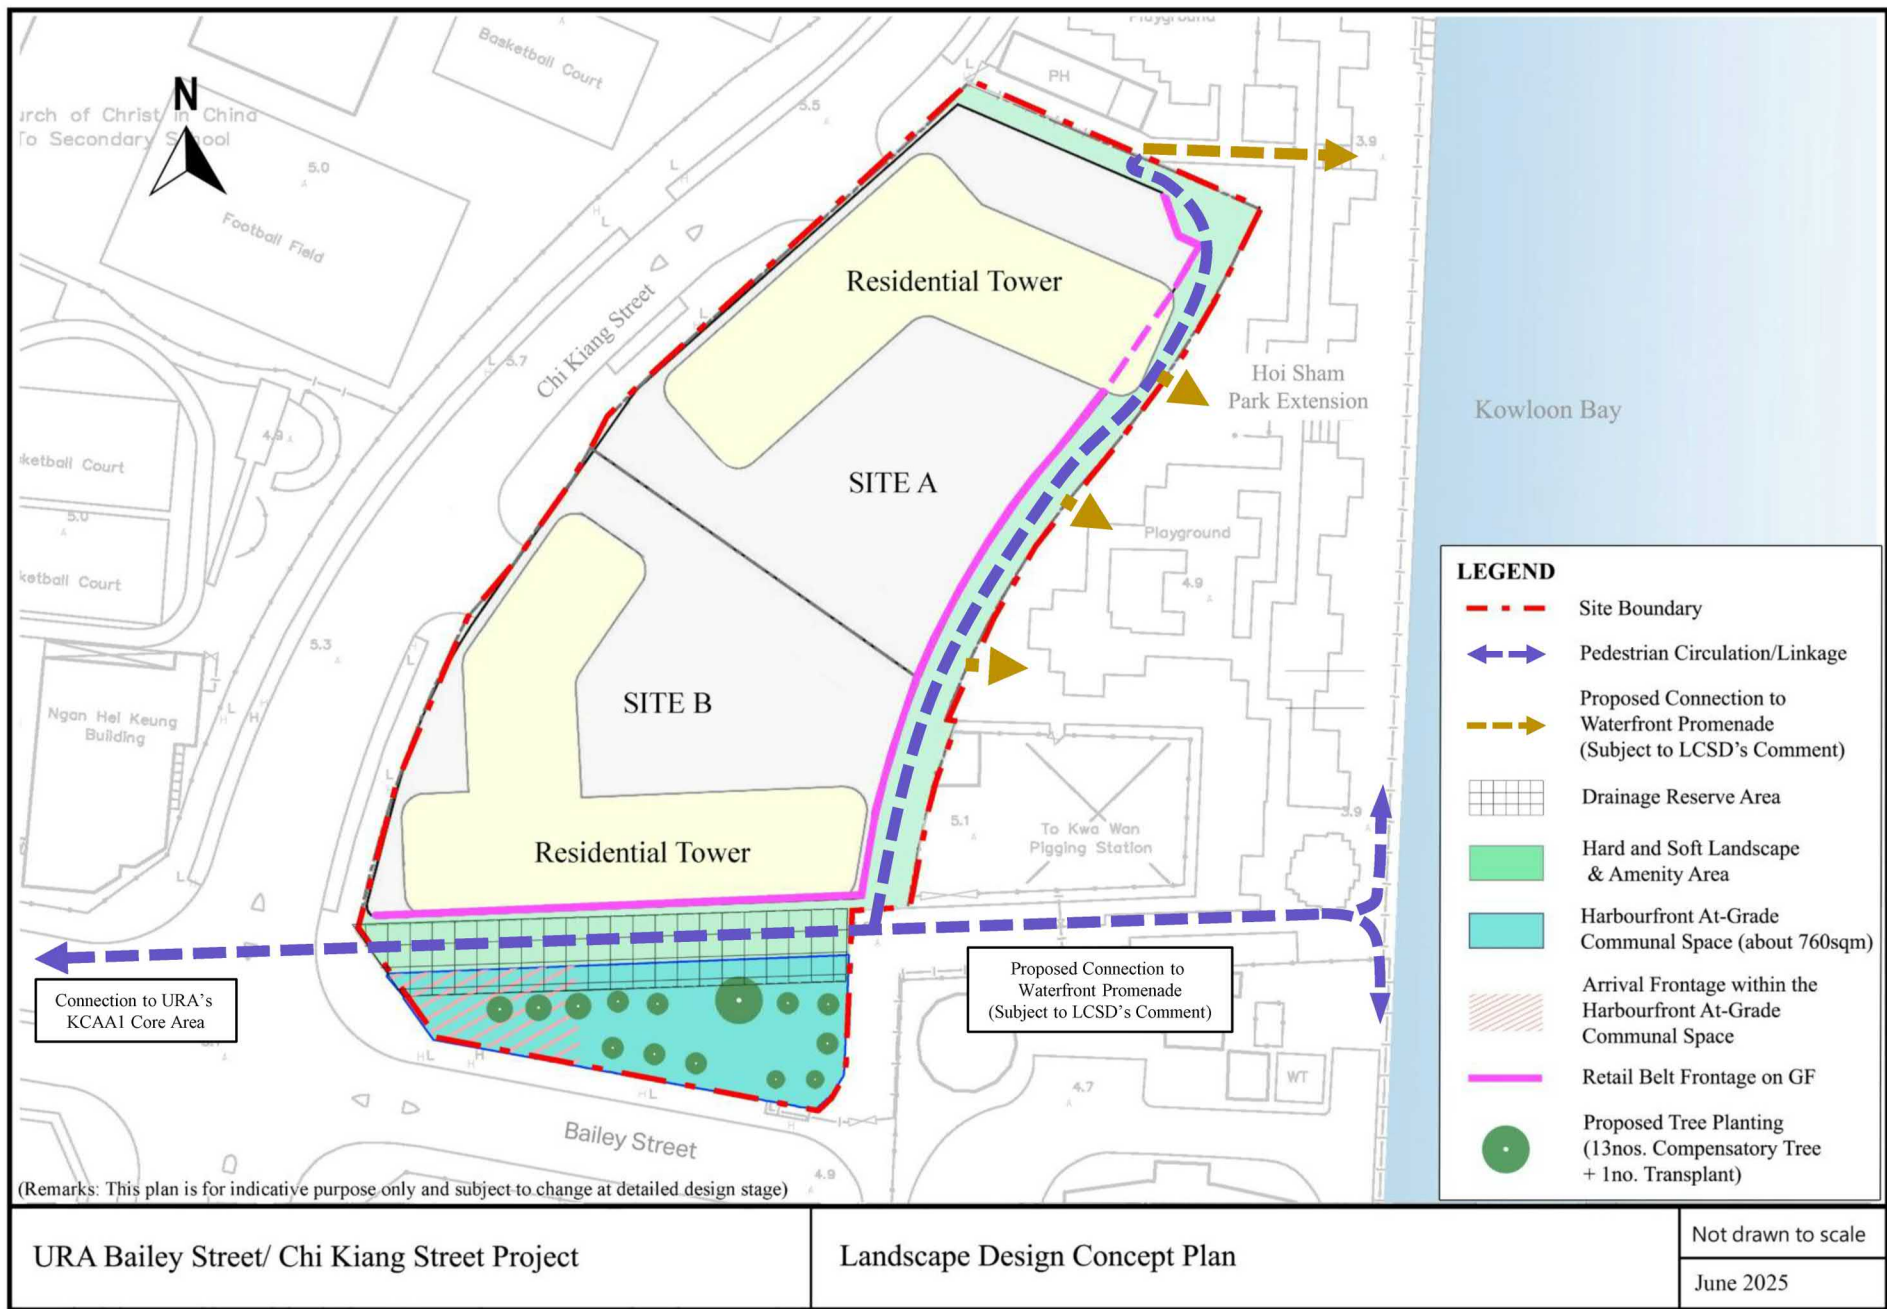 Playground
Basketball Court
PH
N
5.5
3.9
urch of Christ in China
To Secondary School
5.0
Football Field
Residential Tower
Chi Kiang Street
5.7
Hoi Sham
Park Extension
Kowloon Bay
4.9
sketball Court
SITE A
5.0
Playground
4.9
ketball Court
5.3
SITE B
Ngan Hei Keung
Building
5.1
To Kwa Wan
Pigging Station
3.9
Residential Tower
Connection to URA's
KCAA1 Core Area
Proposed Connection to
Waterfront Promenade
(Subject to LCSD's Comment)
4.7
WT
Bailey Street
4.9
LEGEND
Site Boundary
Pedestrian Circulation/Linkage
Proposed Connection to
Waterfront Promenade
(Subject to LCSD's Comment)
Drainage Reserve Area
Hard and Soft Landscape
& Amenity Area
Harbourfront At-Grade
Communal Space (about 760sqm)
Arrival Frontage within the
Harbourfront At-Grade
Communal Space
Retail Belt Frontage on GF
Proposed Tree Planting
(13nos. Compensatory Tree
+ 1no. Transplant)
(Remarks: This plan is for indicative purpose only and subject to change at detailed design stage)
URA Bailey Street/ Chi Kiang Street Project
Landscape Design Concept Plan
Not drawn to scale
June 2025